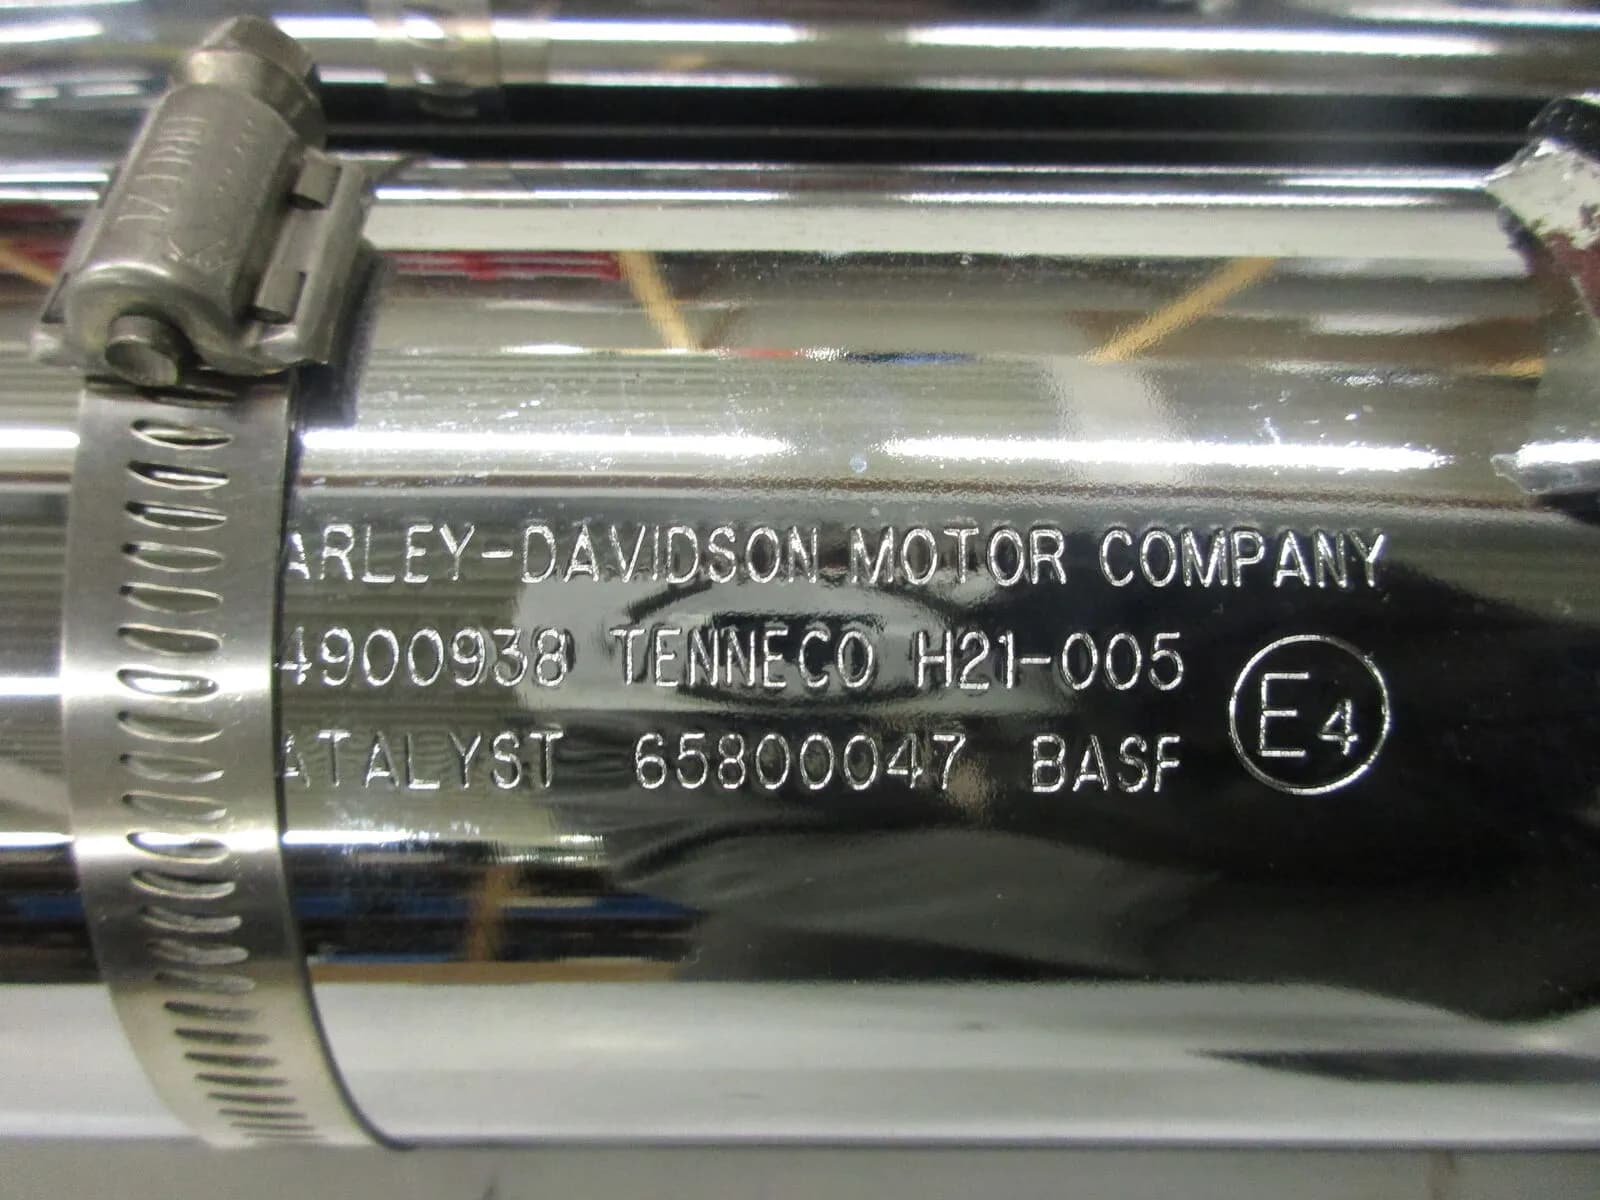 ARLEY-DAVIDSON MOTOR COMPANY
4900938 TENNECO H21-005
ATALYST 65800047 BASF
E4